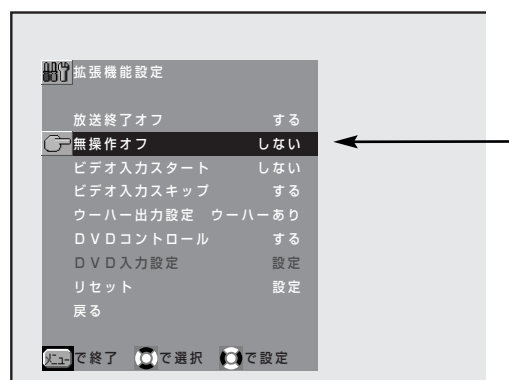 拡張機能設定
放送終了オフ する
無操作オフ しない
ビデオ入力スタート しない
ビデオ入力スキップ する
ウーハー出力設定 ウーハーあり
DVDコントロール する
DVD入力設定 設定
リセット 設定
戻る
メニューで終了 で選択 で設定